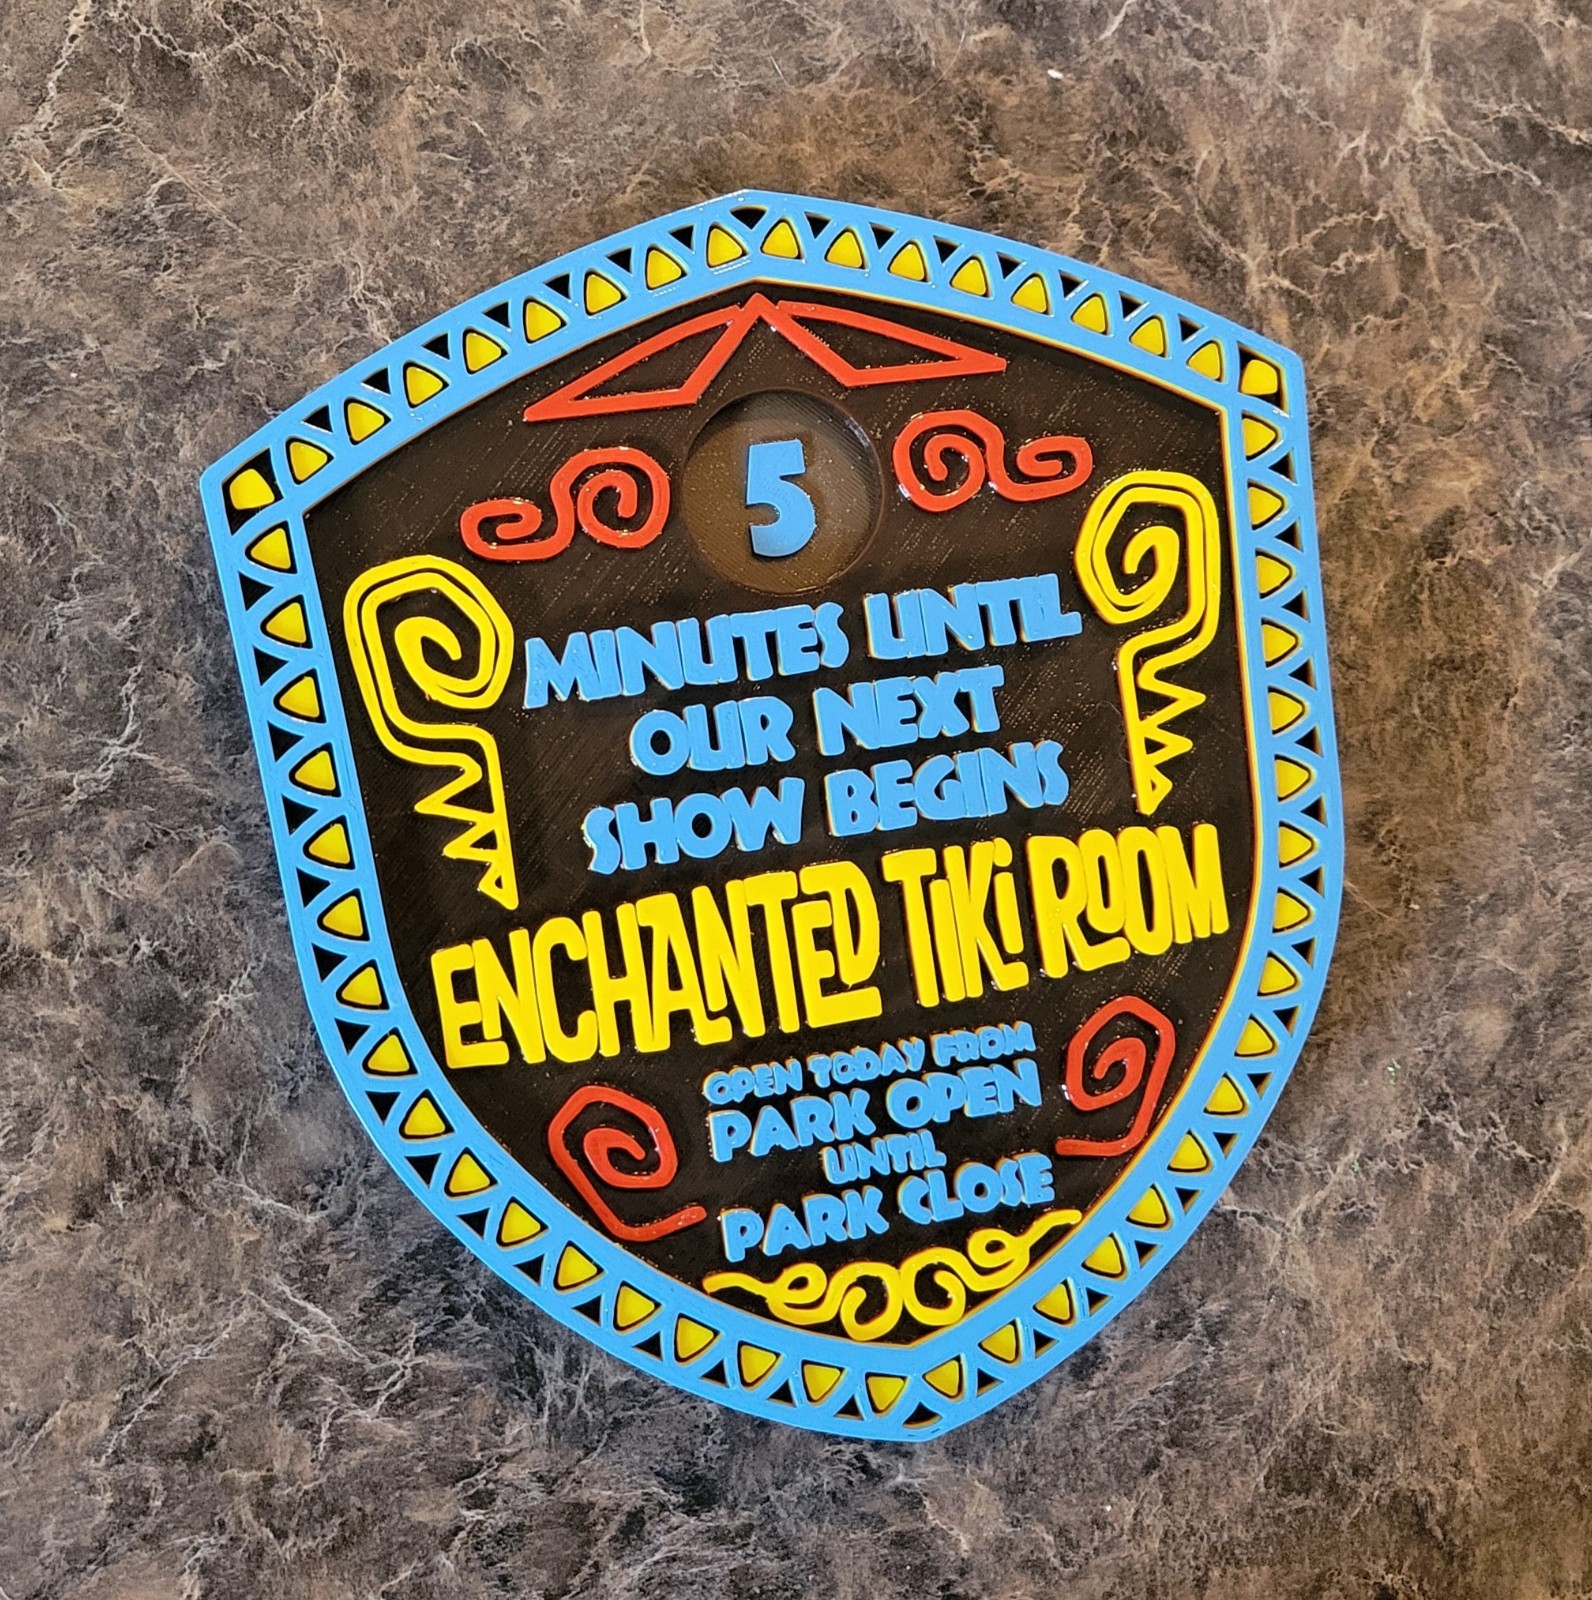 5
MINUTES UNTIL
OUR NEXT
SHOW BEGINS
ENCHANTED TIKI ROOM
OPEN TODAY FROM
PARK OPEN
UNTIL
PARK CLOSE